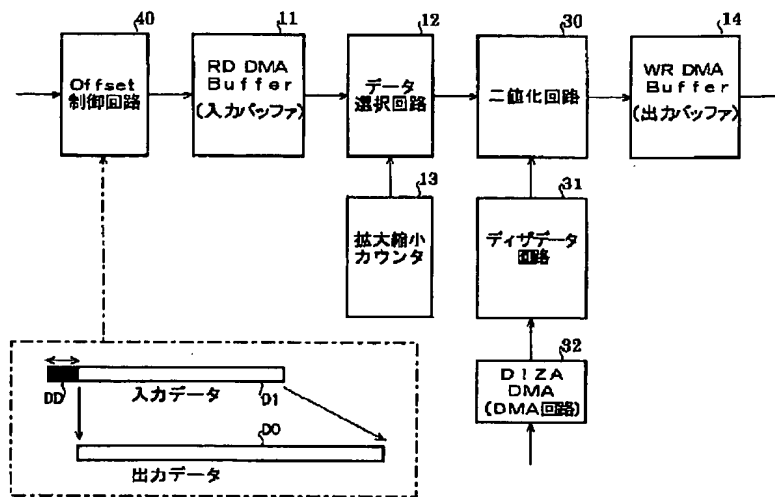 40
11
12
30
14
Offset
制御回路
RD DMA
Buffer
(入力バッファ)
データ
選択回路
二値化回路
WR DMA
Buffer
(出力バッファ)
13
31
拡大縮小
カウンタ
ディザデータ
回路
32
DIZA
DMA
(DMA回路)
DD
入力データ
D1
DO
出力データ